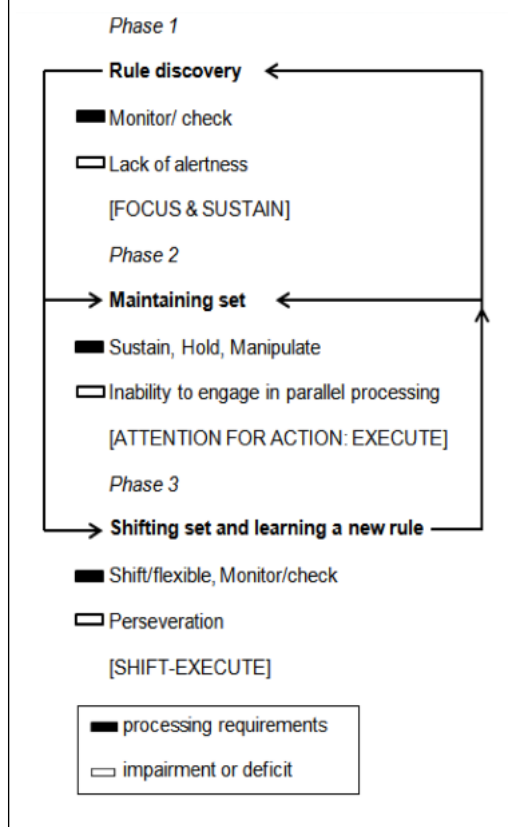 Phase 1
Rule discovery
Monitor/ check
Lack of alertness
[FOCUS & SUSTAIN]
Phase 2
Maintaining set
Sustain, Hold, Manipulate
Inability to engage in parallel processing
[ATTENTION FOR ACTION: EXECUTE]
Phase 3
Shifting set and learning a new rule
Shift/flexible, Monitor/check
Perseveration
[SHIFT-EXECUTE]
processing requirements
impairment or deficit